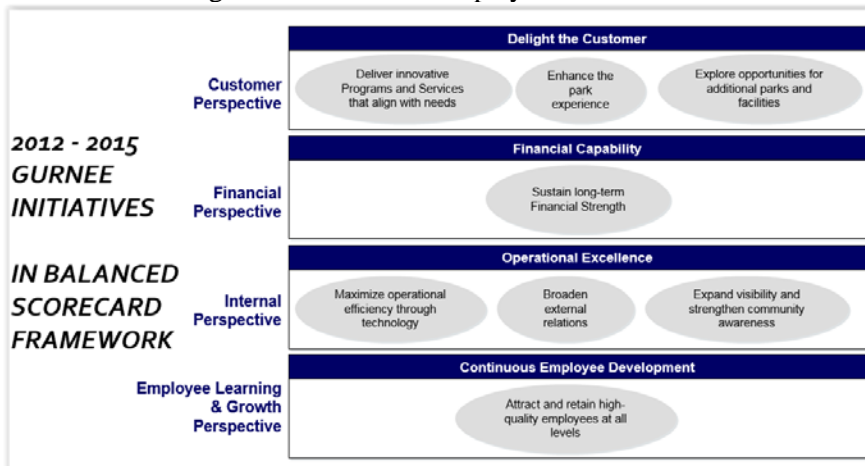 Delight the Customer
Customer
Perspective
Deliver innovative
Programs and Services
that align with needs
Enhance the
park
experience
Explore opportunities for
additional parks and
facilities
2012 - 2015
GURNEE
INITIATIVES
IN BALANCED
SCORECARD
FRAMEWORK
Financial Capability
Financial
Perspective
Sustain long-term
Financial Strength
Operational Excellence
Internal
Perspective
Maximize operational
efficiency through
technology
Broaden
external
relations
Expand visibility and
strengthen community
awareness
Continuous Employee Development
Employee Learning
& Growth
Perspective
Attract and retain high-
quality employees at all
levels